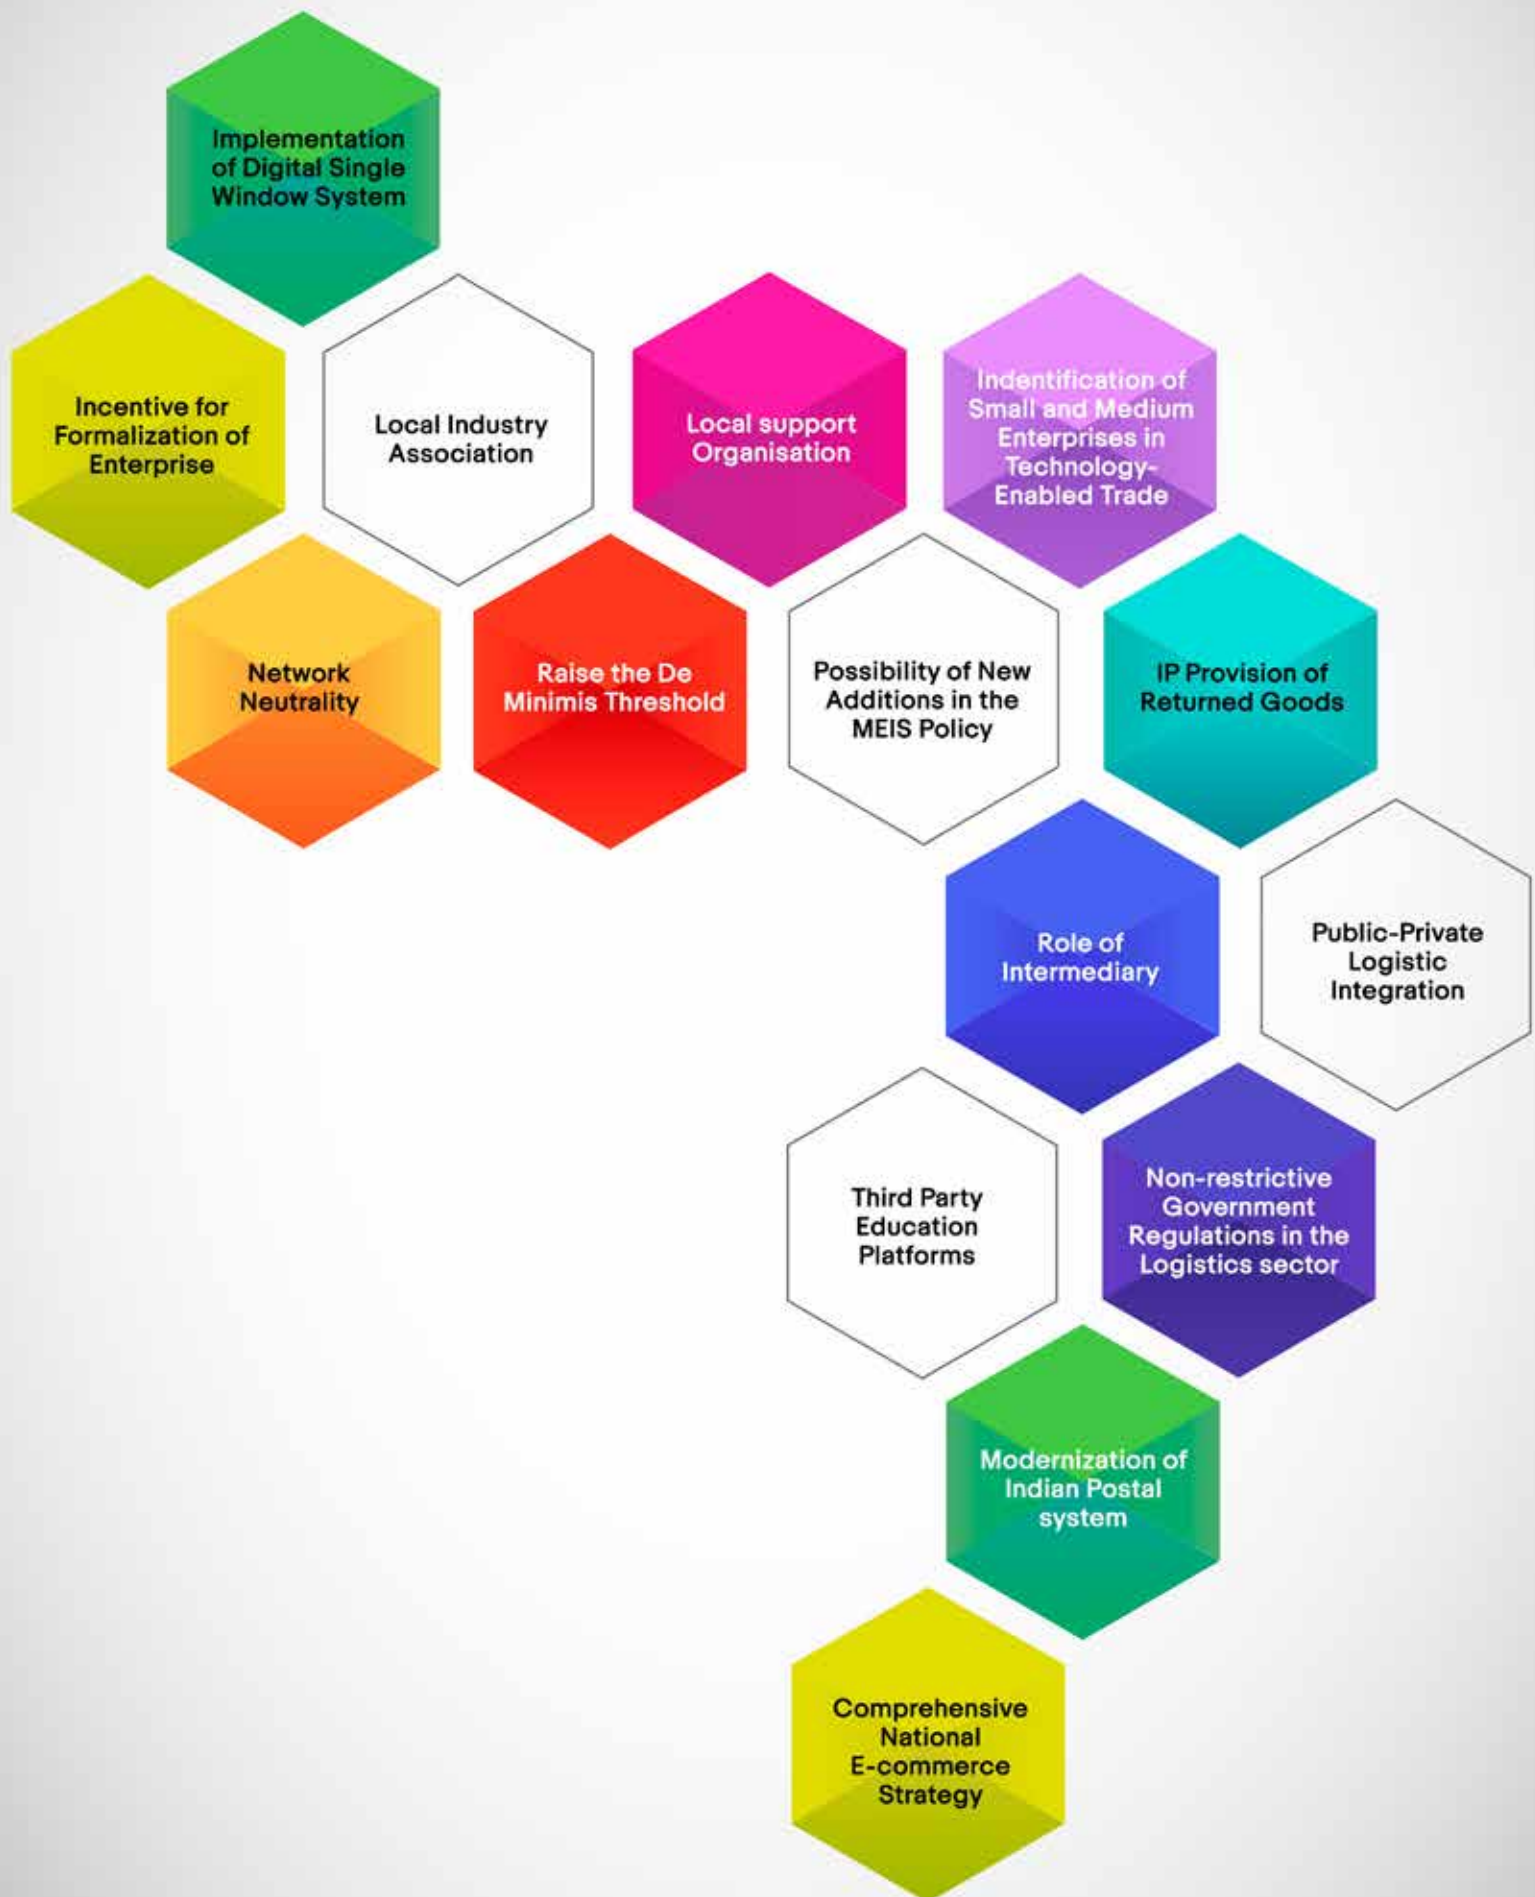 Implementation
of Digital Single
Window System
Incentive for
Formalization of
Enterprise
Local Industry
Association
Local support
Organisation
Indentification of
Small and Medium
Enterprises in
Technology-
Enabled Trade
Network
Neutrality
Raise the De
Minimis Threshold
Possibility of New
Additions in the
MEIS Policy
IP Provision of
Returned Goods
Role of
Intermediary
Public-Private
Logistic
Integration
Third Party
Education
Platforms
Non-restrictive
Government
Regulations in the
Logistics sector
Modernization of
Indian Postal
system
Comprehensive
National
E-commerce
Strategy